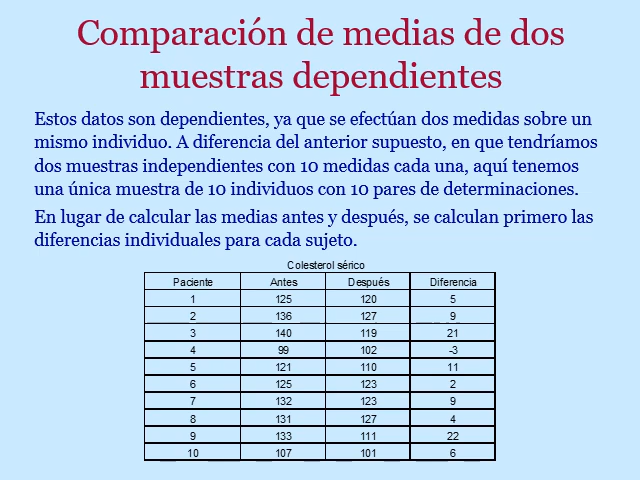 Comparación de medias de dos
muestras dependientes
Estos datos son dependientes, ya que se efectúan dos medidas sobre un
mismo individuo. A diferencia del anterior supuesto, en que tendríamos
dos muestras independientes con 10 medidas cada una, aquí tenemos
una única muestra de 10 individuos con 10 pares de determinaciones.
En lugar de calcular las medias antes y después, se calculan primero las
diferencias individuales para cada sujeto.
Colesterol sérico
Paciente Antes Después Diferencia
1 125 120 5
2 136 127 9
3 140 119 21
4 99 102 -3
5 121 110 11
6 125 123 2
7 132 123 9
8 131 127 4
9 133 111 22
10 107 101 6